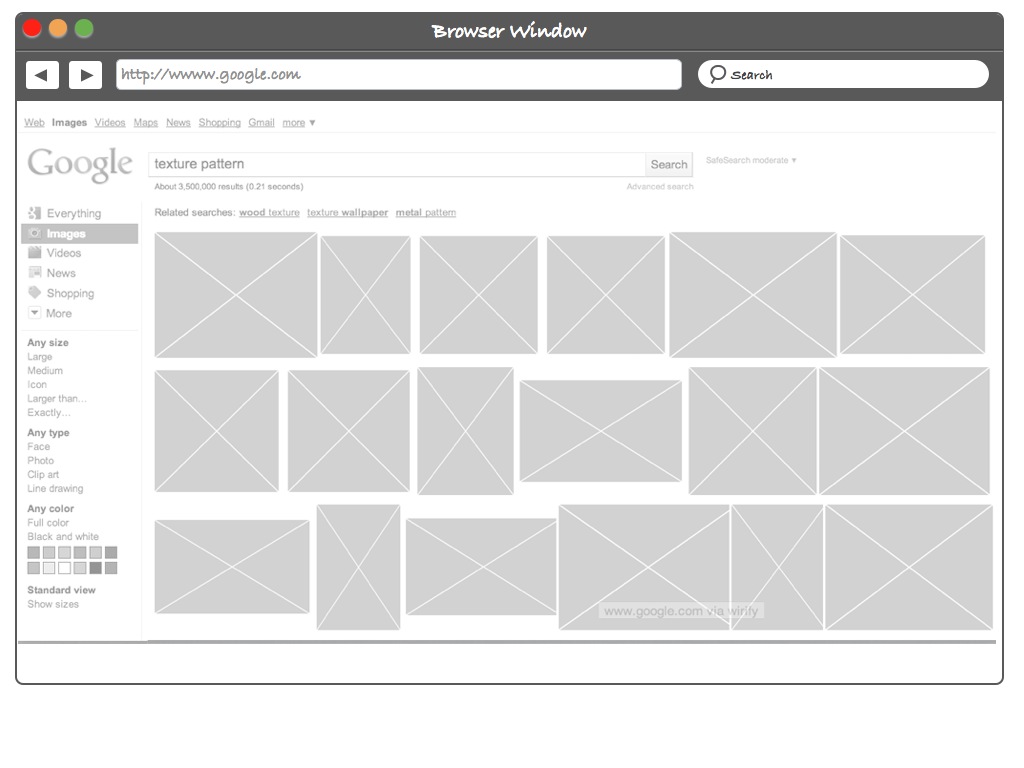 Browser Window
http://wwww.google.com
Search
Web Images Videos Maps News Shopping Gmail more ▼
Google
texture pattern
Search
SafeSearch moderate ▼
About 3,500,000 results (0.21 seconds)
Advanced search
Related searches: wood texture texture wallpaper metal pattern
Everything
Images
Videos
News
Shopping
More
Any size
Large
Medium
Icon
Larger than...
Exactly...
Any type
Face
Photo
Clip art
Line drawing
Any color
Full color
Black and white
Standard view
Show sizes
www.google.com via wirify